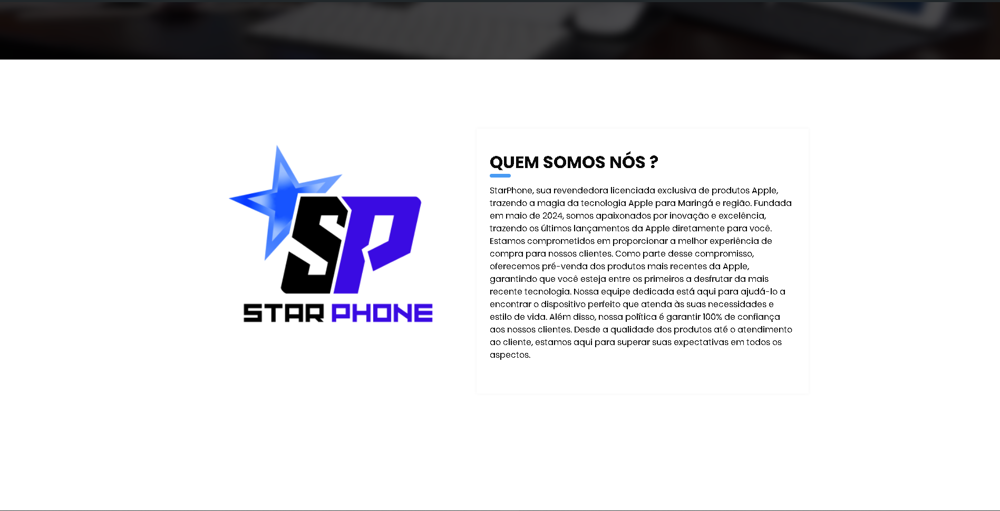 SP
STAR PHONE
QUEM SOMOS NÓS ?
StarPhone, sua revendedora licenciada exclusiva de produtos Apple,
trazendo a magia da tecnologia Apple para Maringá e região. Fundada
em maio de 2024, somos apaixonados por inovação e excelência,
trazendo os últimos lançamentos da Apple diretamente para você.
Estamos comprometidos em proporcionar a melhor experiência de
compra para nossos clientes. Como parte desse compromisso,
oferecemos pré-venda dos produtos mais recentes da Apple,
garantindo que você esteja entre os primeiros a desfrutar da mais
recente tecnologia. Nossa equipe dedicada está aqui para ajudá-lo a
encontrar o dispositivo perfeito que atenda às suas necessidades e
estilo de vida. Além disso, nossa política é garantir 100% de confiança
aos nossos clientes. Desde a qualidade dos produtos até o atendimento
ao cliente, estamos aqui para superar suas expectativas em todos os
aspectos.